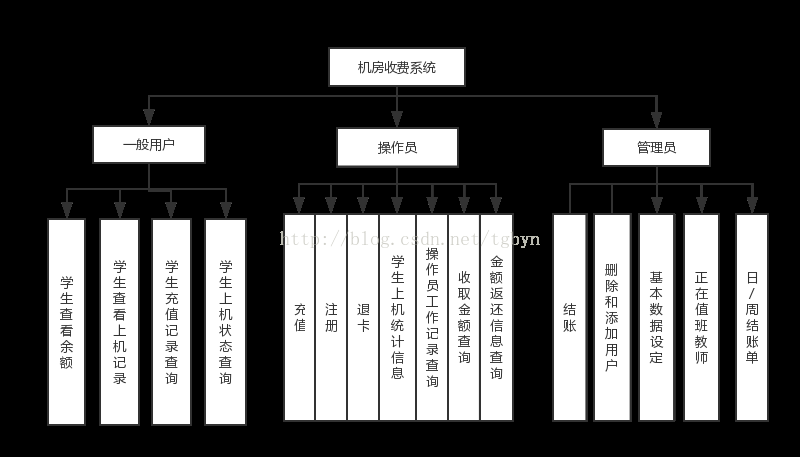 机房收费系统
一般用户
操作员
管理员
学生查看余额
学生查看上机记录
学生充值记录查询
学生上机状态查询
充值
注册
退卡
学生上机统计信息
操作员工作记录查询
收取金额查询
金额返还信息查询
结账
删除和添加用户
基本数据设定
正在值班教师
日/周结账单
http://blog.csdn.net/tgbyn